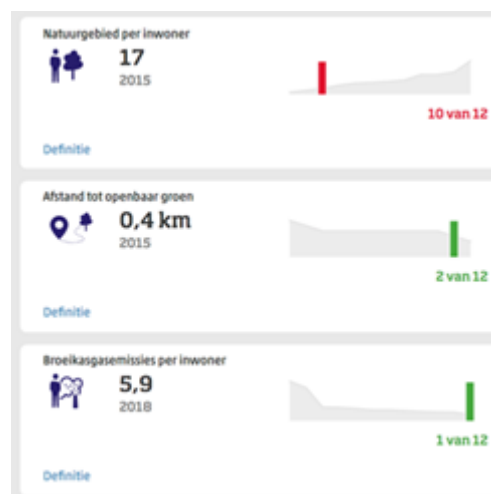 Natuurgebied per inwoner
17
2015
10 van 12
Definitie
Afstand tot openbaar groen
0,4 km
2015
2 van 12
Definitie
Broeikasgasemissies per inwoner
5,9
2018
1 van 12
Definitie